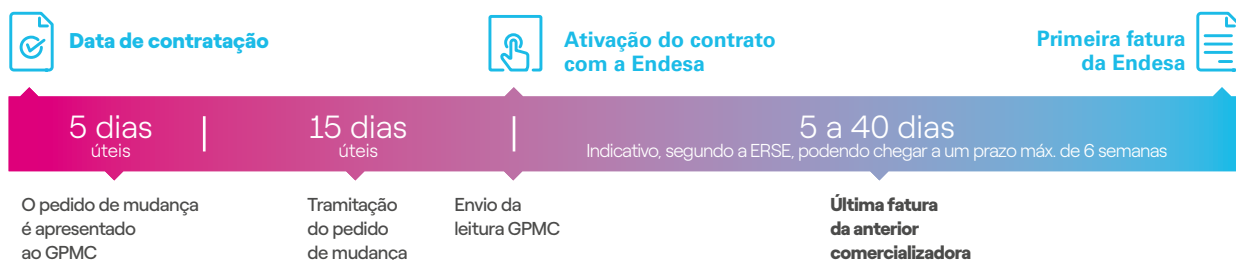 Data de contratação
Ativação do contrato
com a Endesa
Primeira fatura
da Endesa
5 dias
úteis
15 dias
úteis
5 a 40 dias
Indicativo, segundo a ERSE, podendo chegar a um prazo máx. de 6 semanas
O pedido de mudança
é apresentado
ao GPMC
Tramitação
do pedido
de mudança
Envio da
leitura GPMC
Última fatura
da anterior
comercializadora